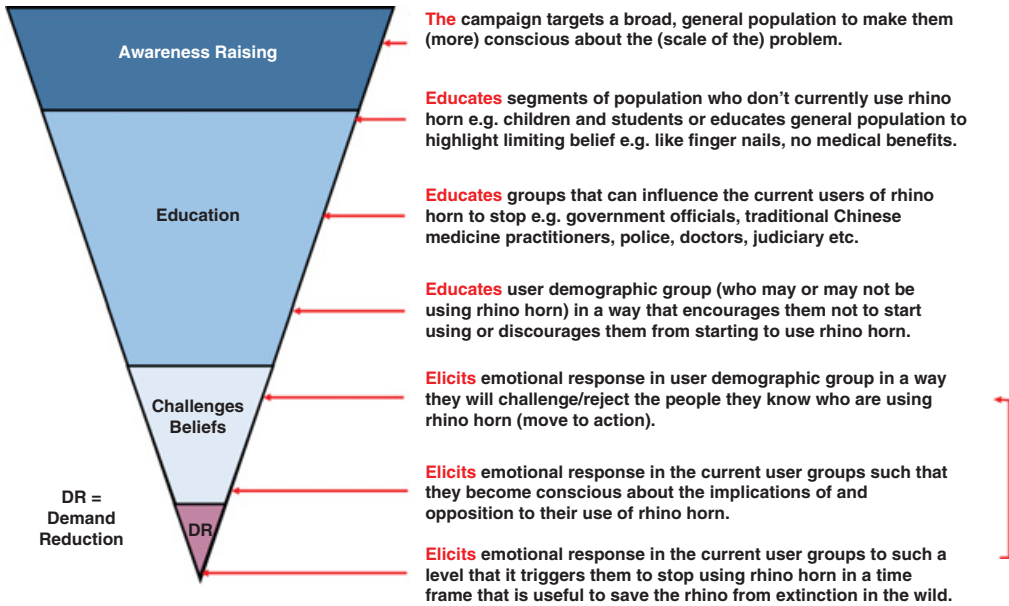 Awareness Raising
The campaign targets a broad, general population to make them
(more) conscious about the (scale of the) problem.
Educates segments of population who don't currently use rhino
horn e.g. children and students or educates general population to
highlight limiting belief e.g. like finger nails, no medical benefits.
Education
Educates groups that can influence the current users of rhino
horn to stop e.g. government officials, traditional Chinese
medicine practitioners, police, doctors, judiciary etc.
Educates user demographic group (who may or may not be
using rhino horn) in a way that encourages them not to start
using or discourages them from starting to use rhino horn.
Challenges
Beliefs
Elicits emotional response in user demographic group in a way
they will challenge/reject the people they know who are using
rhino horn (move to action).
Elicits emotional response in the current user groups such that
they become conscious about the implications of and
opposition to their use of rhino horn.
DR =
Demand
Reduction
DR
Elicits emotional response in the current user groups to such a
level that it triggers them to stop using rhino horn in a time
frame that is useful to save the rhino from extinction in the wild.